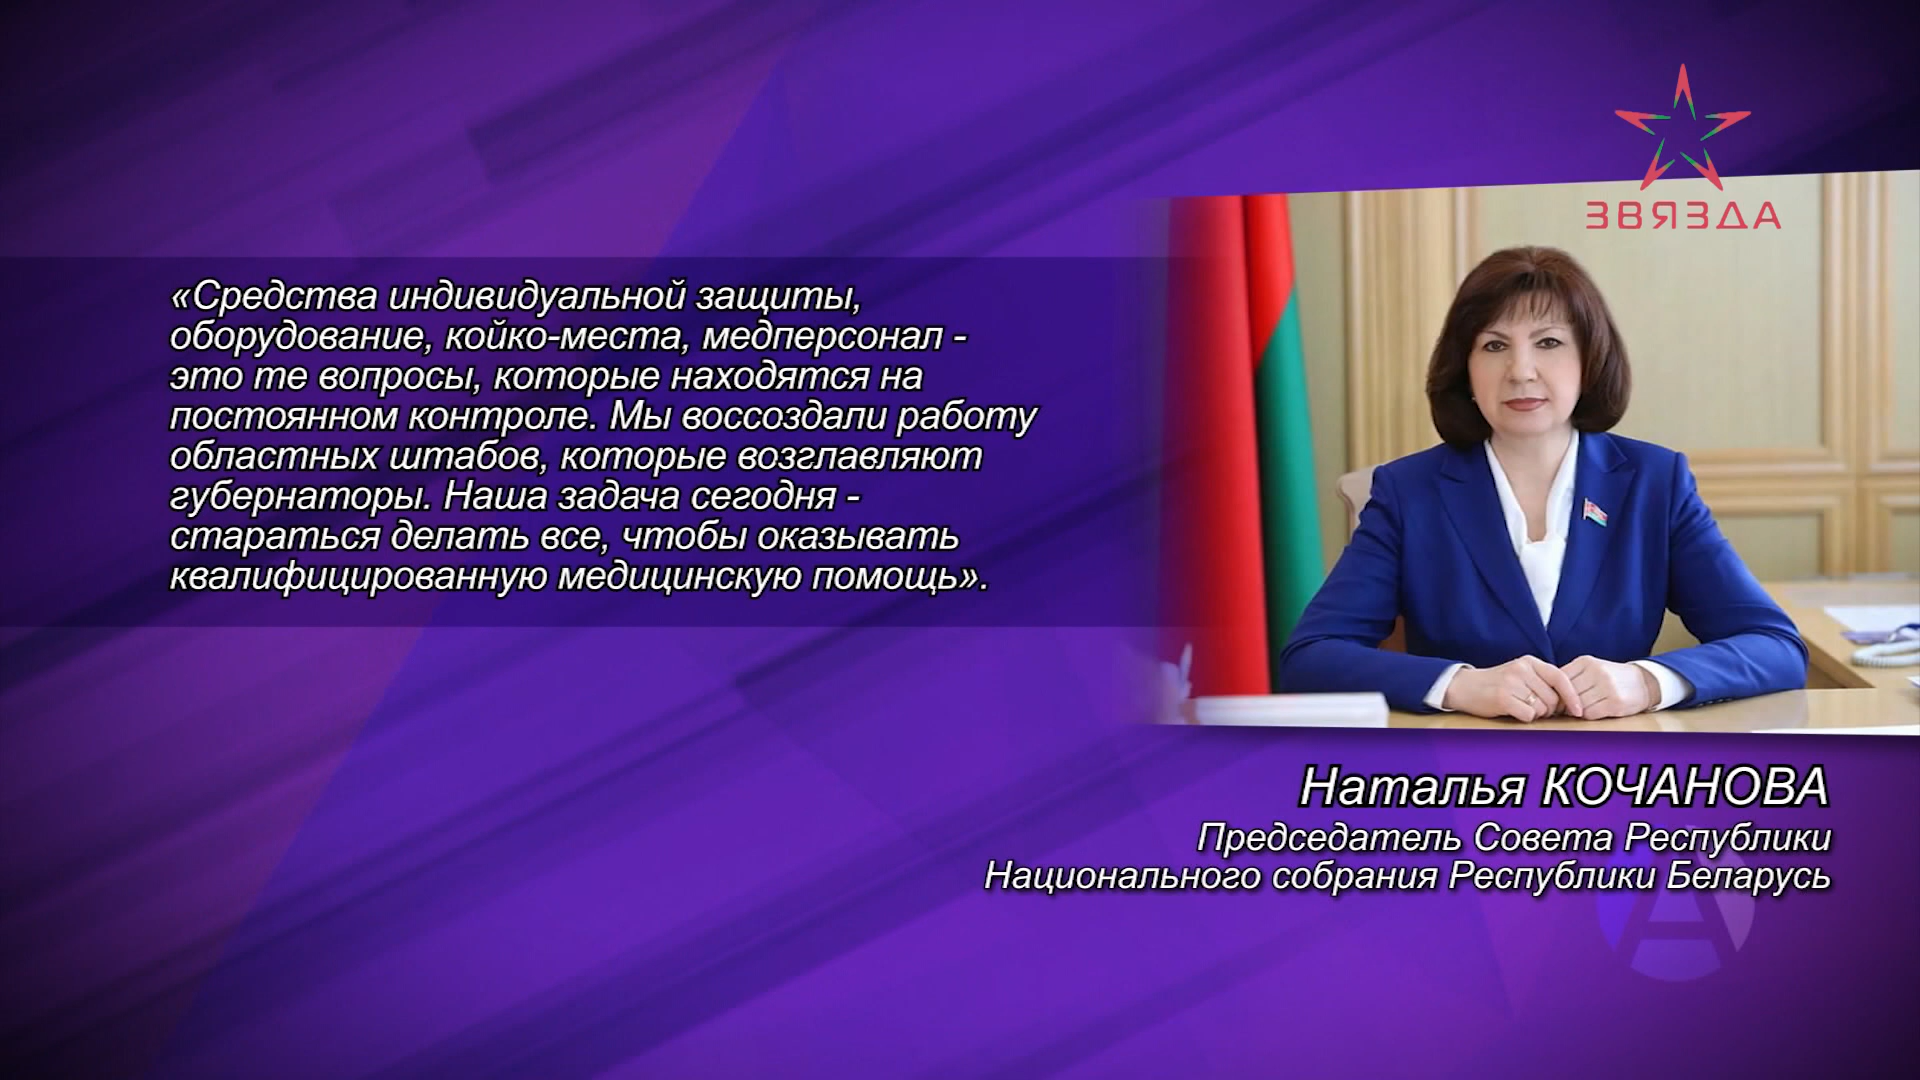 ЗВЯЗДА
«Средства индивидуальной защиты,
оборудование, койко-места, медперсонал -
это те вопросы, которые находятся на
постоянном контроле. Мы воссоздали работу
областных штабов, которые возглавляют
губернаторы. Наша задача сегодня -
стараться делать все, чтобы оказывать
квалифицированную медицинскую помощь».
Наталья КОЧАНОВА
Председатель Совета Республики
Национального собрания Республики Беларусь
А